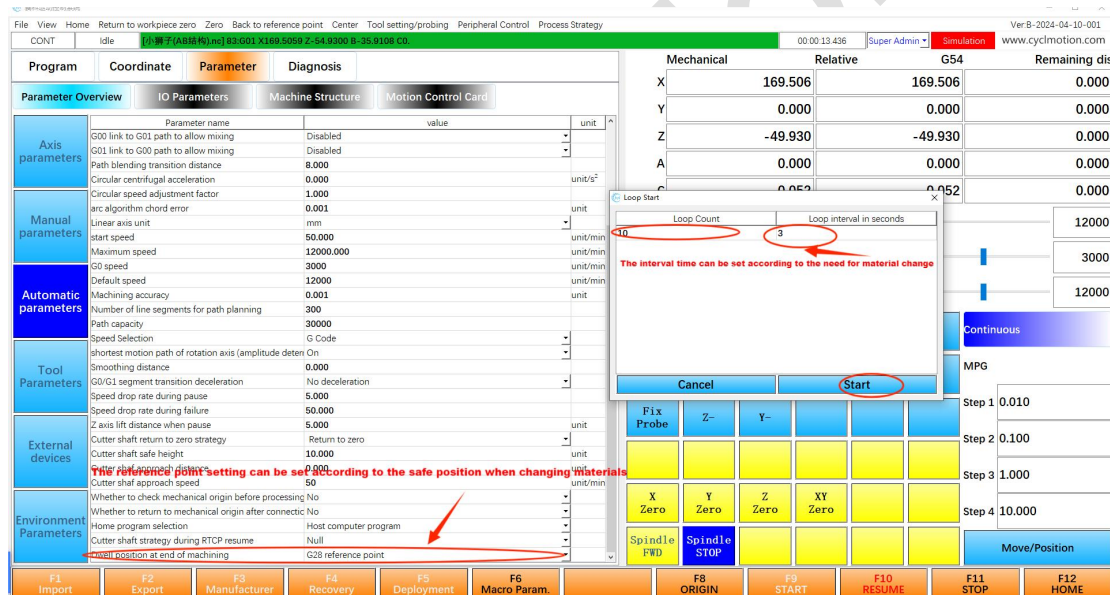 File View Home Return to workpiece zero Zero Back to reference point Center Tool setting/probing Peripheral Control Process Strategy Ver:B-2024-04-10-001
CONT Idle [小狮子(AB结构).nc] 83:G01 X169.5059 Z-54.9300 B-35.9108 C0. 00:00:13.436 Super Admin Simulation www.cyclmotion.com
Program Coordinate Parameter Diagnosis
Parameter Overview IO Parameters Machine Structure Motion Control Card
Axis parameters
Manual parameters
Automatic parameters
Tool Parameters
External devices
Environment Parameters
Parameter name value unit
G00 link to G01 path to allow mixing Disabled
G01 link to G00 path to allow mixing Disabled
Path blending transition distance 8.000
Circular centrifugal acceleration 0.000 unit/s²
Circular speed adjustment factor 1.000
arc algorithm chord error 0.001 unit
Linear axis unit mm
start speed 50.000 unit/min
Maximum speed 12000.000 unit/min
G0 speed 3000 unit/min
Default speed 12000 unit/min
Machining accuracy 0.001 unit
Number of line segments for path planning 300
Path capacity 30000
Speed Selection G Code
shortest motion path of rotation axis (amplitude deten On
Smoothing distance 0.000
G0/G1 segment transition deceleration No deceleration
Speed drop rate during pause 5.000
Speed drop rate during failure 50.000
Z axis lift distance when pause 5.000 unit
Cutter shaft return to zero strategy Return to zero
Cutter shaft safe height 10.000 unit
Cutter shaf approach distance 0.000 unit
The reference point setting can be set according to the safe position when changing materials
Cutter shaf approach speed 50 unit/min
Whether to check mechanical origin before processing No
Whether to return to mechanical origin after connectic No
Home program selection Host computer program
Cutter shaft strategy during RTCP resume Null
Dwell position at end of machining G28 reference point
Mechanical Relative G54 Remaining dis
X 169.506 169.506 0.000
Y 0.000 0.000 0.000
Z -49.930 -49.930 0.000
A 0.000 0.000 0.000
C 0.052 0.052 0.000
Loop Start
Loop Count Loop interval in seconds
10 3
The interval time can be set according to the need for material change
Cancel Start
12000
3000
12000
Continuous
MPG
Step 1 0.010
Step 2 0.100
Step 3 1.000
Step 4 10.000
Fix Probe Z- Y-
X Zero Y Zero Z Zero XY Zero
Spindle FWD Spindle STOP
Move/Position
F1 Import F2 Export F3 Manufacturer F4 Recovery F5 Deployment F6 Macro Param. F8 ORIGIN F9 START F10 RESUME F11 STOP F12 HOME